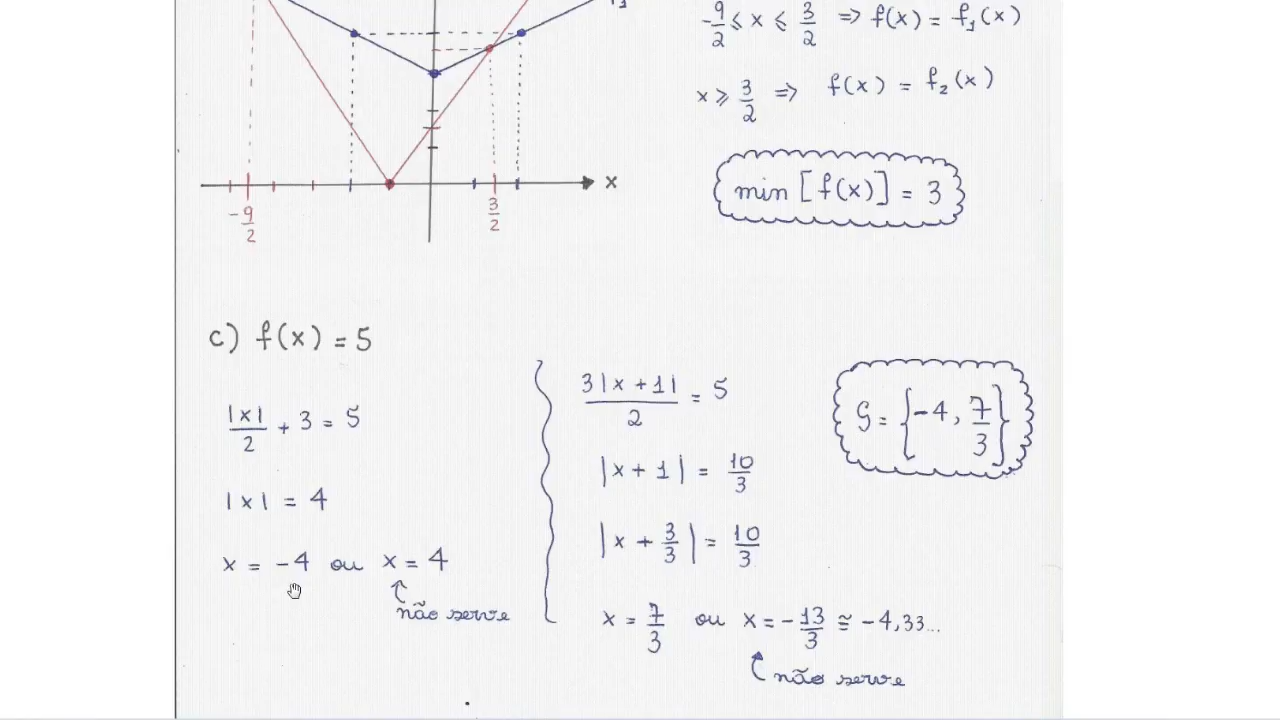 -9/2 ≤ x ≤ 3/2 => f(x) = f₁(x)
x ≥ 3/2 => f(x) = f₂(x)
min [f(x)] = 3
x
-9/2
3/2
c) f(x) = 5
|x|/2 + 3 = 5
|x| = 4
x = -4 ou x = 4
não serve
3|x + 1|/2 = 5
|x + 1| = 10/3
|x + 3/3| = 10/3
x = 7/3 ou x = -13/3 ≅ -4,33...
não serve
S = {-4, 7/3}